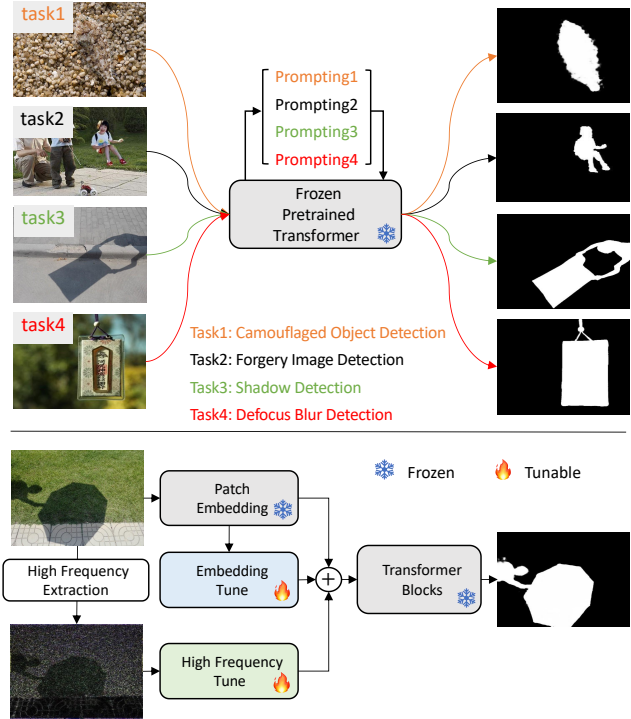 task1
task2
task3
task4
Prompting1
Prompting2
Prompting3
Prompting4
Frozen
Pretrained
Transformer
Task1: Camouflaged Object Detection
Task2: Forgery Image Detection
Task3: Shadow Detection
Task4: Defocus Blur Detection
Frozen
Tunable
Patch
Embedding
High Frequency
Extraction
Embedding
Tune
Transformer
Blocks
High Frequency
Tune